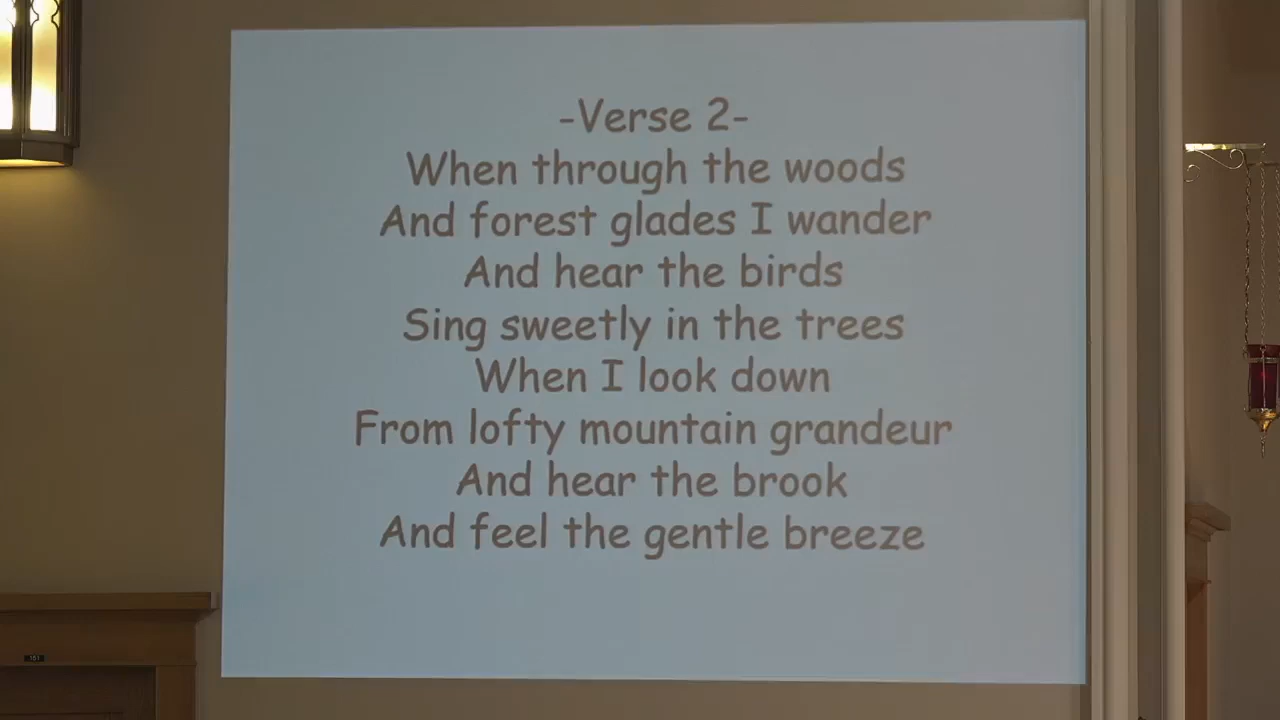 -Verse 2-
When through the woods
And forest glades I wander
And hear the birds
Sing sweetly in the trees
When I look down
From lofty mountain grandeur
And hear the brook
And feel the gentle breeze
151